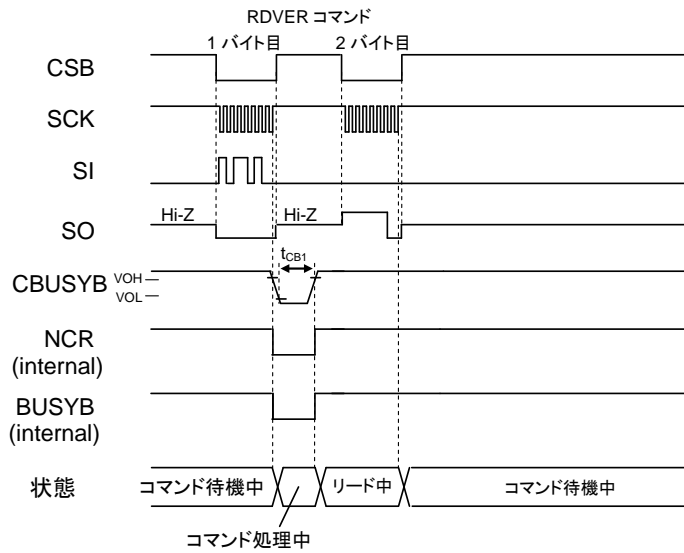 RDVER コマンド
1 バイト目
2 バイト目
CSB
SCK
SI
Hi-Z
Hi-Z
SO
tCB1
CBUSYB
VOH
VOL
NCR
(internal)
BUSYB
(internal)
状態
コマンド待機中
リード中
コマンド待機中
コマンド処理中